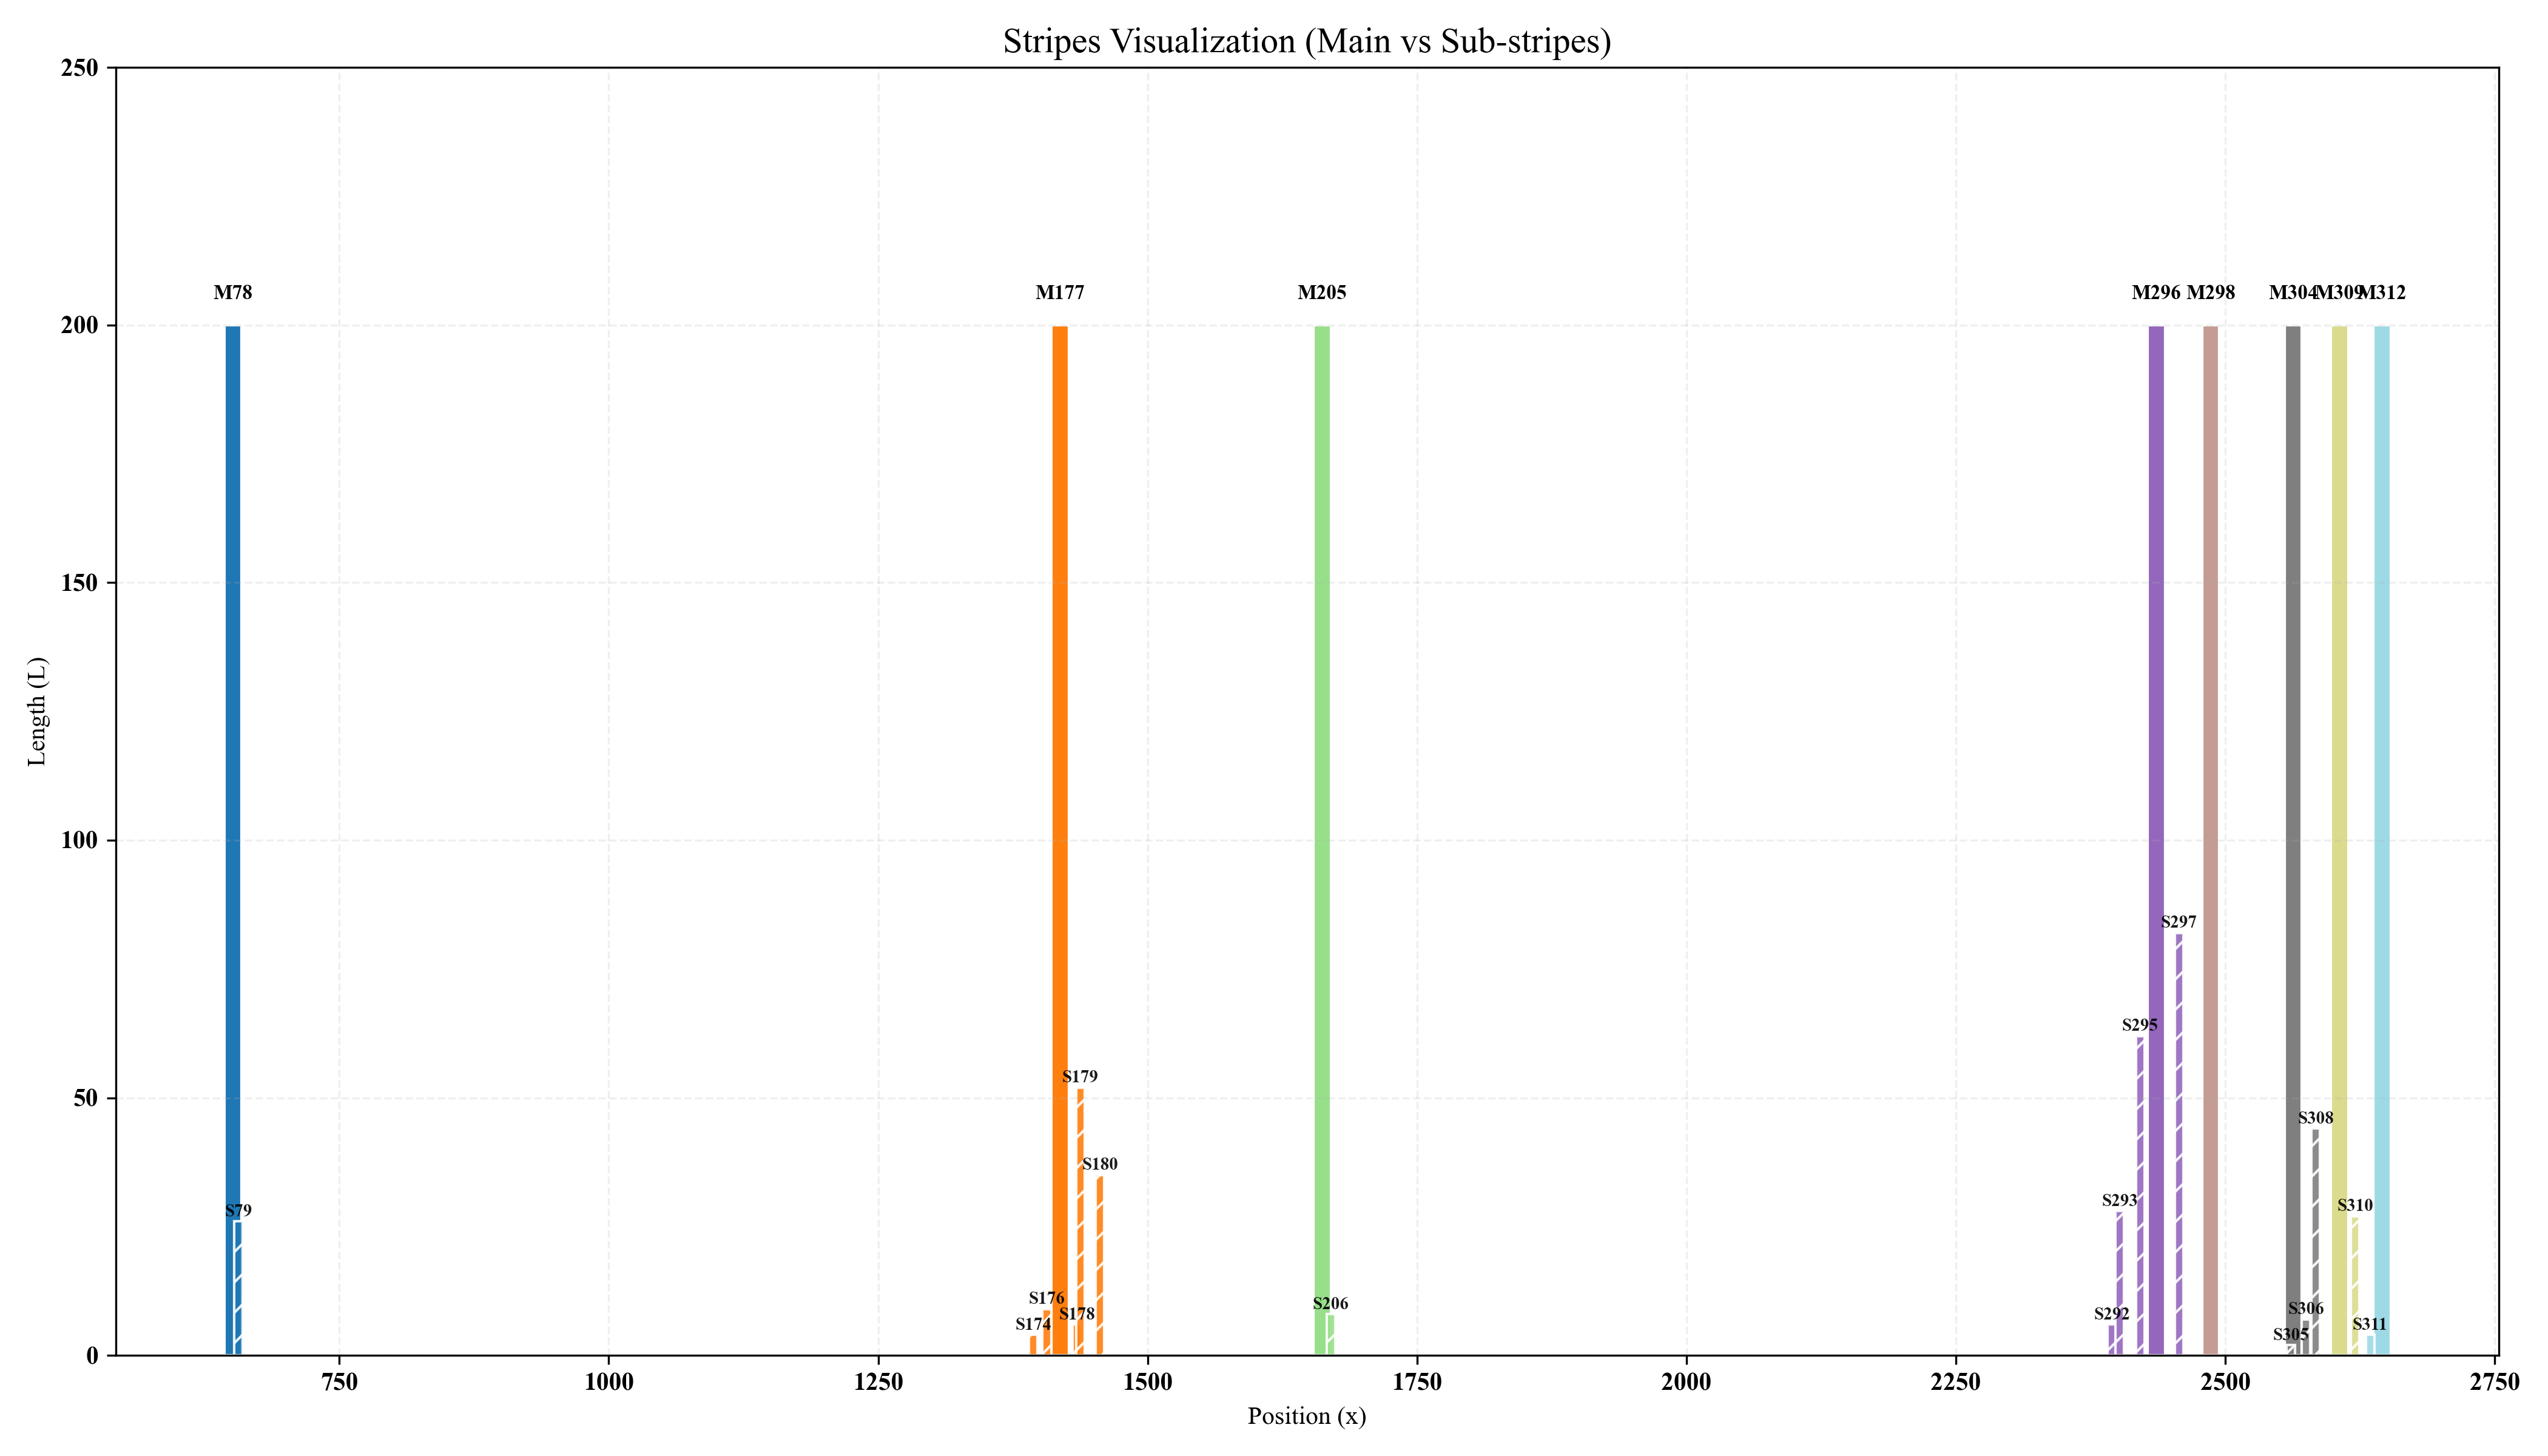 Stripes Visualization (Main vs Sub-stripes)
250
200
150
100
50
0
Length (L)
M78
M177
M205
M296
M298
M304
M309
M312
S79
S174
S176
S178
S179
S180
S206
S292
S293
S295
S297
S305
S306
S308
S310
S311
750
1000
1250
1500
1750
2000
2250
2500
2750
Position (x)